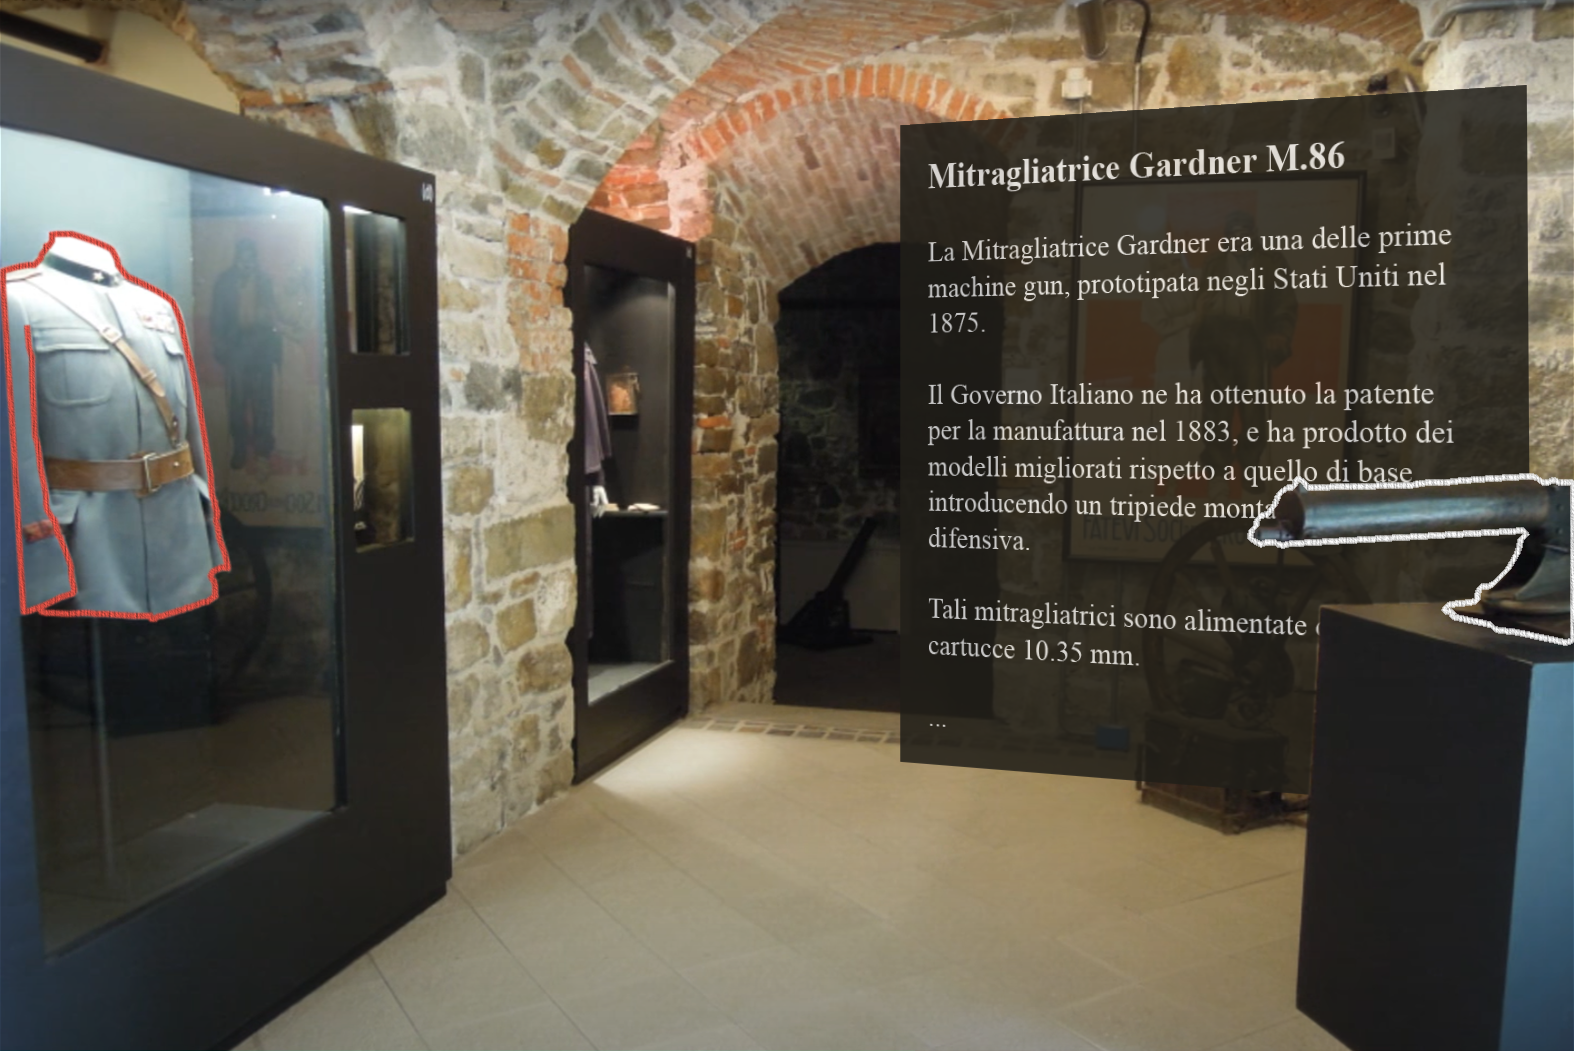 Mitragliatrice Gardner M.86
La Mitragliatrice Gardner era una delle prime
machine gun, prototipata negli Stati Uniti nel
1875.
Il Governo Italiano ne ha ottenuto la patente
per la manufattura nel 1883, e ha prodotto dei
modelli migliorati rispetto a quello di base
introducendo un tripiede
difensiva.
Tali mitragliatrici sono alimentate
cartucce 10.35 mm.
...